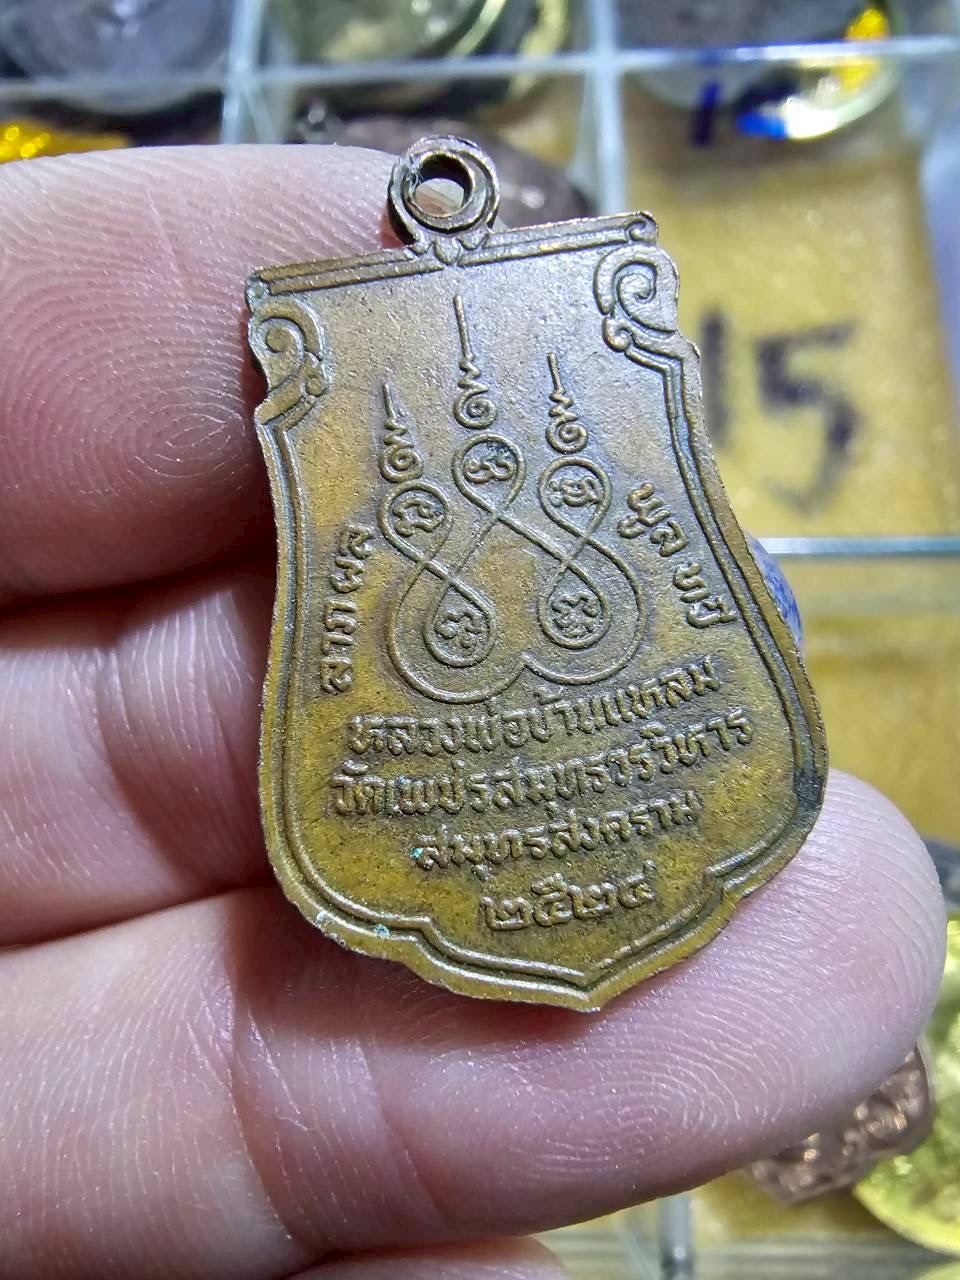 ลาภผล
พูลทวี
หลวงพ่อบ้านแหลม
วัดเพชรสมุทรวรวิหาร
สมุทรสงคราม
๒๕๒๔
15